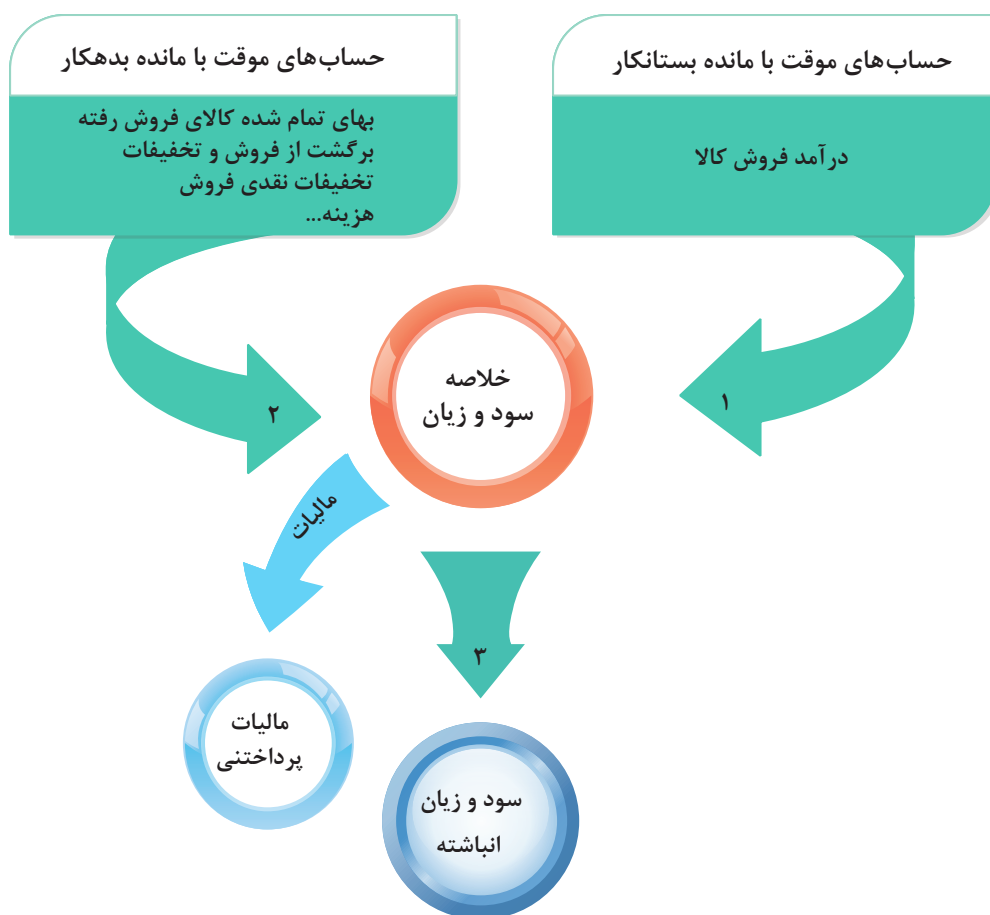 حساب‌های موقت با مانده بستانکار
درآمد فروش کالا
حساب‌های موقت با مانده بدهکار
بهای تمام شده کالای فروش رفته
برگشت از فروش و تخفیفات
تخفیفات نقدی فروش
هزینه...
۱
۲
خلاصه
سود و زیان
مالیات
۳
مالیات
پرداختنی
سود و زیان
انباشته